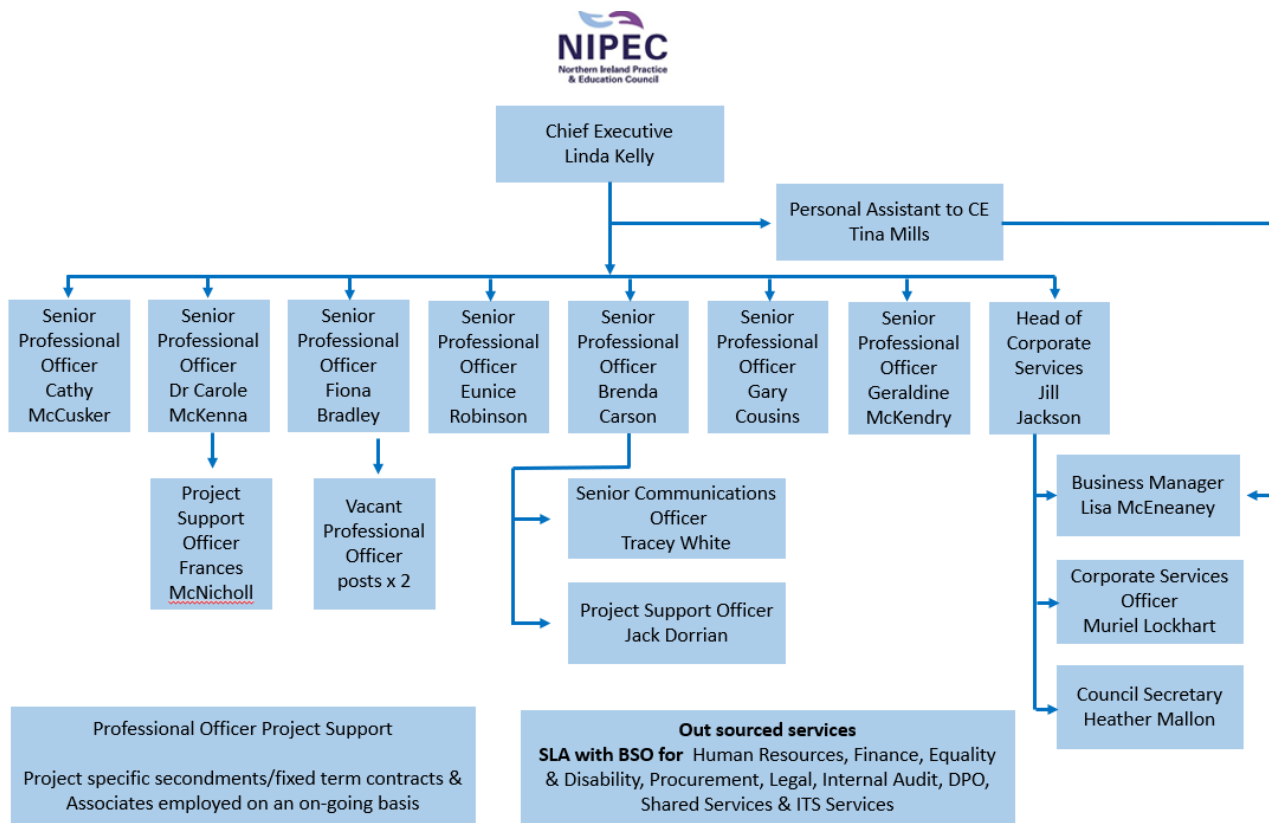 NIPEC
Northern Ireland Practice
& Education Council
Chief Executive
Linda Kelly
Personal Assistant to CE
Tina Mills
Senior
Professional
Officer
Cathy
McCusker
Senior
Professional
Officer
Dr Carole
McKenna
Senior
Professional
Officer
Fiona
Bradley
Senior
Professional
Officer
Eunice
Robinson
Senior
Professional
Officer
Brenda
Carson
Senior
Professional
Officer
Gary
Cousins
Senior
Professional
Officer
Geraldine
McKendry
Head of
Corporate
Services
Jill
Jackson
Project
Support
Officer
Frances
McNicholl
Vacant
Professional
Officer
posts x 2
Senior Communications
Officer
Tracey White
Project Support Officer
Jack Dorrian
Business Manager
Lisa McEneaney
Corporate Services
Officer
Muriel Lockhart
Council Secretary
Heather Mallon
Professional Officer Project Support
Project specific secondments/fixed term contracts &
Associates employed on an on-going basis
Out sourced services
SLA with BSO for Human Resources, Finance, Equality
& Disability, Procurement, Legal, Internal Audit, DPO,
Shared Services & ITS Services